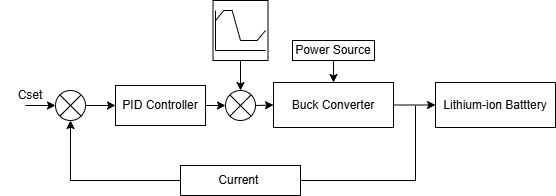 Power Source
Cset
PID Controller
Buck Converter
Lithium-ion Batttery
Current